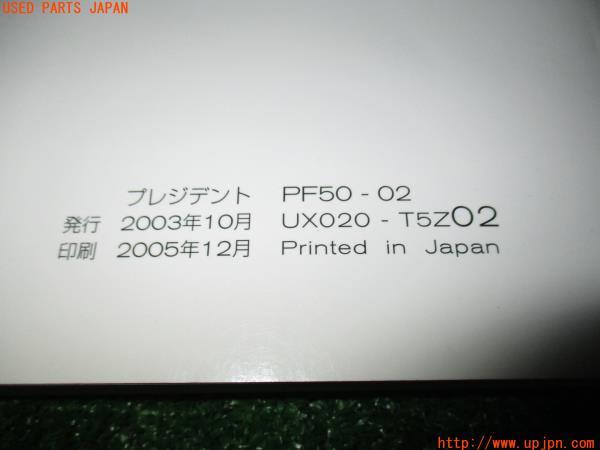 USED PARTS JAPAN
プレジデント PF50-02
発行 2003年10月 UX020-T5Z02
印刷 2005年12月 Printed in Japan
http://www.upjpn.com/